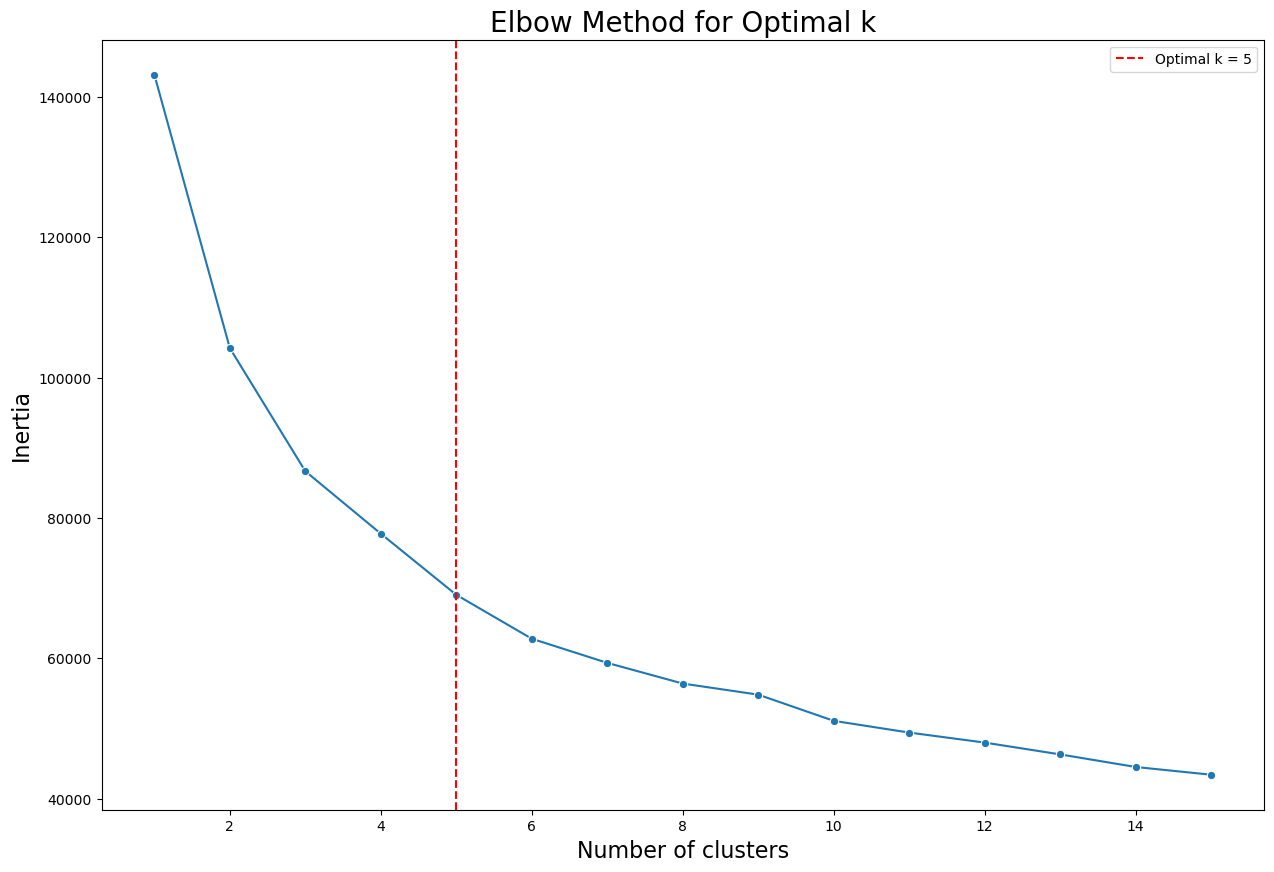 Elbow Method for Optimal k
Optimal k = 5
140000
120000
100000
80000
60000
40000
Inertia
2 4 6 8 10 12 14
Number of clusters